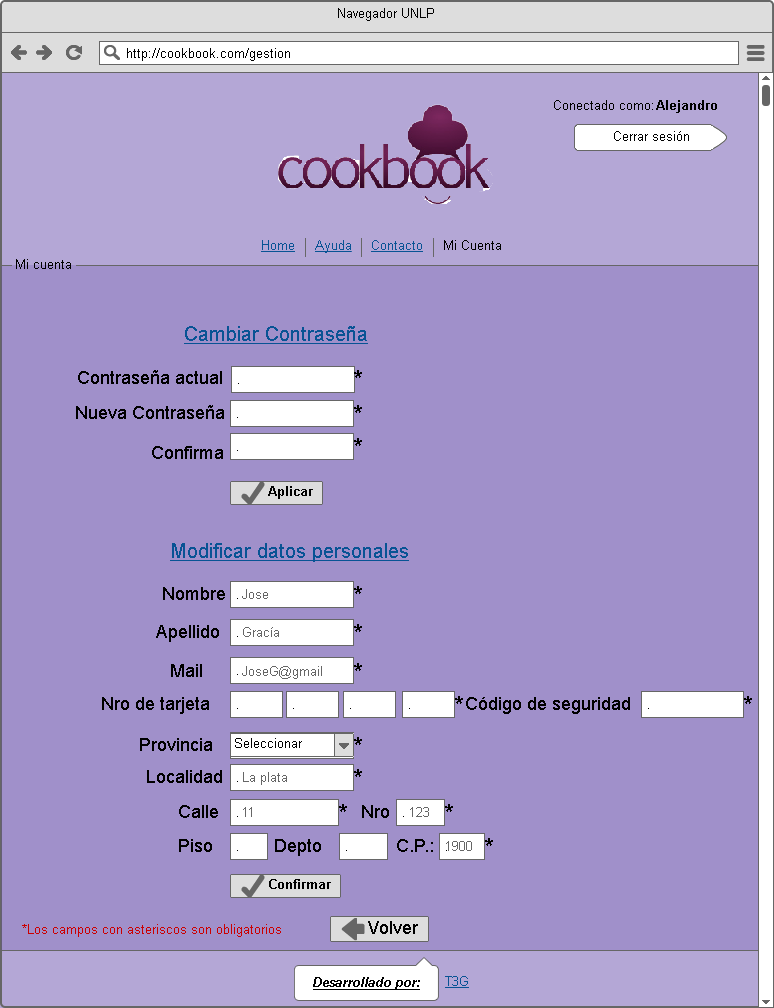 Navegador UNLP
http://cookbook.com/gestion
Conectado como: Alejandro
Cerrar sesión
cookbook
Home Ayuda Contacto Mi Cuenta
Mi cuenta
Cambiar Contraseña
Contraseña actual . *
Nueva Contraseña . *
Confirma . *
Aplicar
Modificar datos personales
Nombre . Jose *
Apellido . Gracía *
Mail . JoseG@gmail *
Nro de tarjeta . . . . * Código de seguridad . *
Provincia Seleccionar *
Localidad . La plata *
Calle . 11 * Nro . 123 *
Piso . Depto . C.P.: .1900 *
Confirmar
*Los campos con asteriscos son obligatorios
Volver
Desarrollado por: T3G